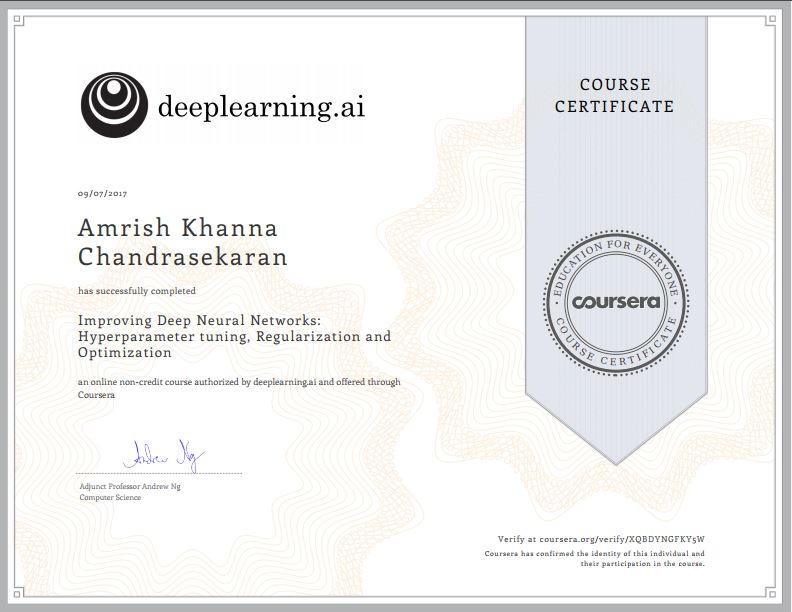 deeplearning.ai
COURSE
CERTIFICATE
09/07/2017
Amrish Khanna
Chandrasekaran
has successfully completed
Improving Deep Neural Networks:
Hyperparameter tuning, Regularization and
Optimization
an online non-credit course authorized by deeplearning.ai and offered through
Coursera
EDUCATION FOR EVERYONE
coursera
COURSE CERTIFICATE
Andrew Ng
Adjunct Professor Andrew Ng
Computer Science
Verify at coursera.org/verify/XQBDYNGFKY5W
Coursera has confirmed the identity of this individual and
their participation in the course.